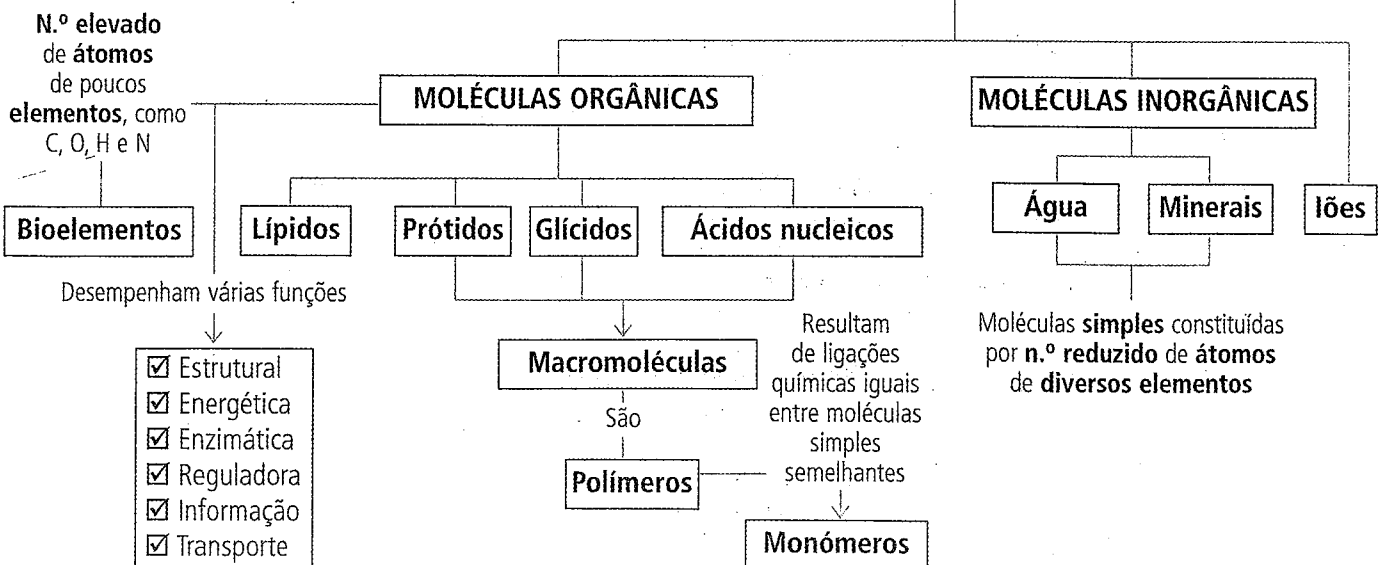 N.º elevado
de átomos
de poucos
elementos, como
C, O, H e N
Bioelementos
MOLÉCULAS ORGÂNICAS
MOLÉCULAS INORGÂNICAS
Lípidos
Prótidos
Glícidos
Ácidos nucleicos
Água
Minerais
Iões
Desempenham várias funções
☑ Estrutural
☑ Energética
☑ Enzimática
☑ Reguladora
☑ Informação
☑ Transporte
Macromoléculas
São
Polímeros
Resultam
de ligações
químicas iguais
entre moléculas
simples
semelhantes
Monómeros
Moléculas simples constituídas
por n.º reduzido de átomos
de diversos elementos